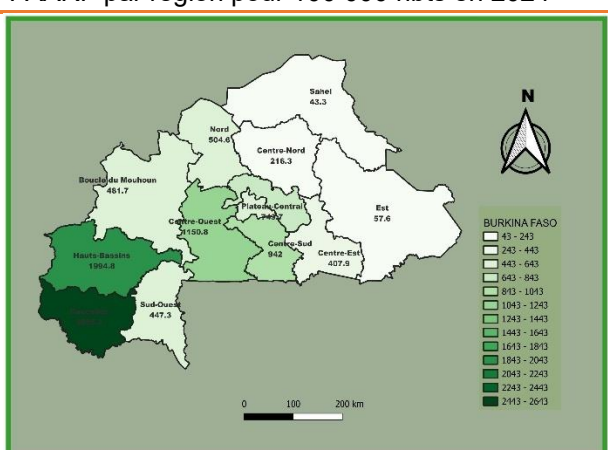 par région pour 100 000 hbts en
N
Sahel
43.3
Nord
504.6
Centre-Nord
216.3
Boucle du Mouhoun
481.7
Plateau-Central
Est
57.6
Centre-Ouest
1150.8
Centre-Sud
942
Centre-Est
407.9
Hauts-Bassins
1994.8
Sud-Ouest
447.3
BURKINA FASO
43 - 243
243 - 443
443 - 643
643 - 843
843 - 1043
1043 - 1243
1243 - 1443
1443 - 1643
1643 - 1843
1843 - 2043
2043 - 2243
2243 - 2443
2443 - 2643
0 100 200 km